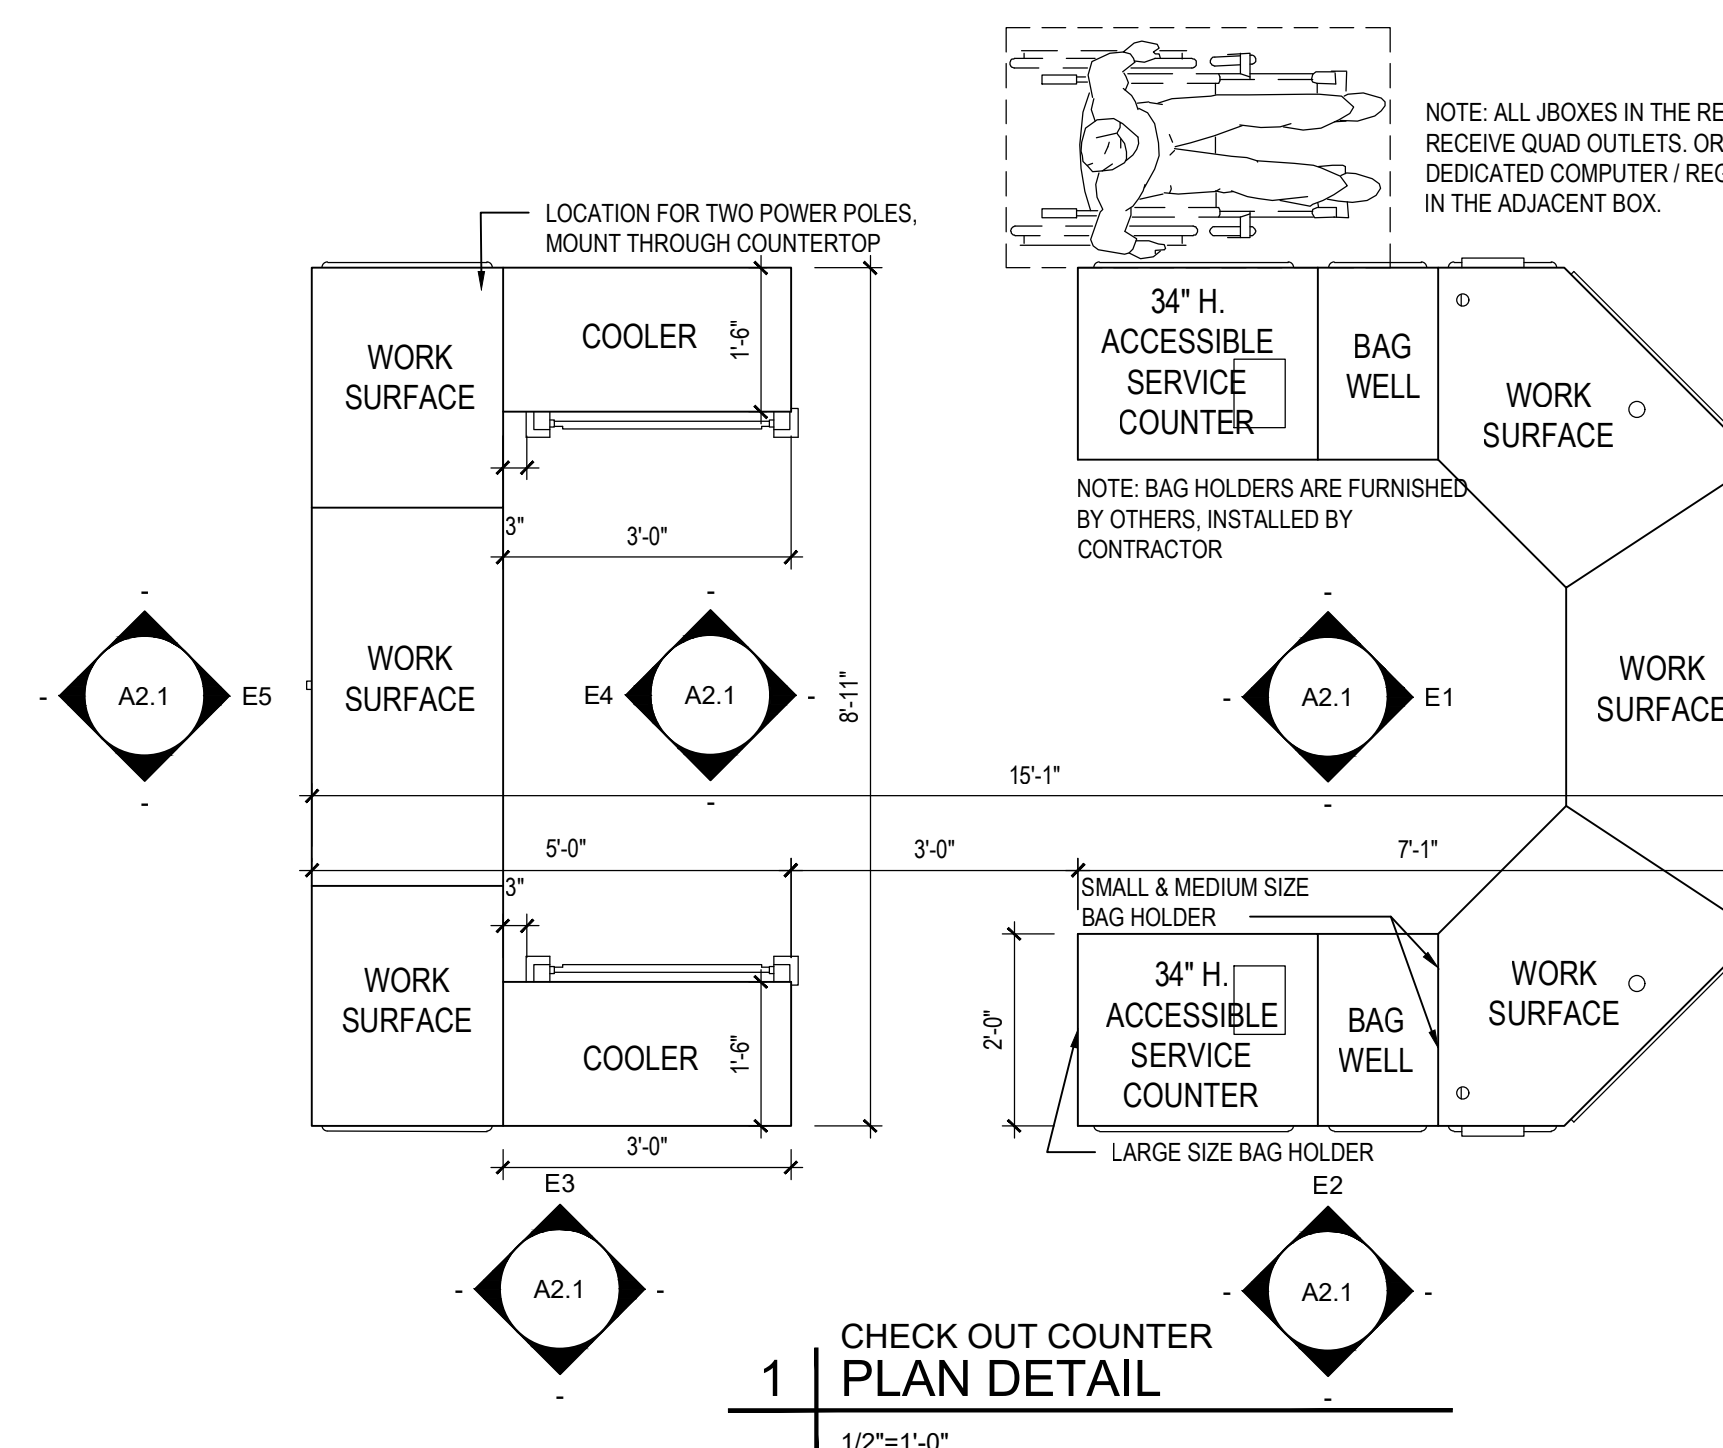 NOTE: ALL JBOXES IN THE RE
RECEIVE QUAD OUTLETS. OR
DEDICATED COMPUTER / REG
IN THE ADJACENT BOX.
LOCATION FOR TWO POWER POLES,
MOUNT THROUGH COUNTERTOP
WORK
SURFACE
COOLER
1'-6"
34" H.
ACCESSIBLE
SERVICE
COUNTER
BAG
WELL
WORK
SURFACE
NOTE: BAG HOLDERS ARE FURNISHED
BY OTHERS, INSTALLED BY
CONTRACTOR
3"
3'-0"
-
- A2.1 E5
-
WORK
SURFACE
-
E4 A2.1 -
-
8'-11"
-
- A2.1 E1
-
WORK
SURFACE
15'-1"
5'-0"
3'-0"
7'-1"
3"
SMALL & MEDIUM SIZE
BAG HOLDER
WORK
SURFACE
COOLER
1'-6"
2'-0"
34" H.
ACCESSIBLE
SERVICE
COUNTER
BAG
WELL
WORK
SURFACE
3'-0"
LARGE SIZE BAG HOLDER
E3
- A2.1 -
-
E2
- A2.1 -
-
CHECK OUT COUNTER
1 PLAN DETAIL
1/2"=1'-0"